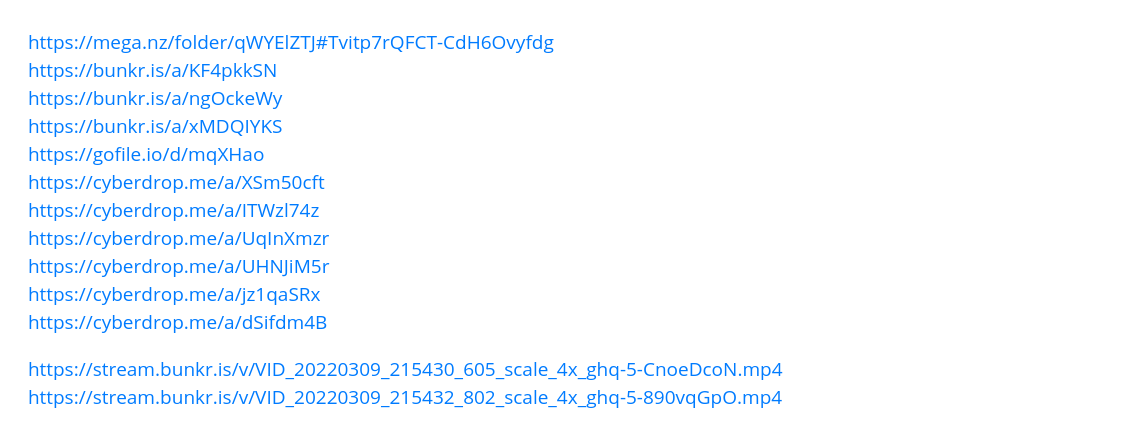 https://mega.nz/folder/qWYElZTJ#Tvitp7rQFCT-CdH6Ovyfdg
https://bunkr.is/a/KF4pkkSN
https://bunkr.is/a/ngOckeWy
https://bunkr.is/a/xMDQIYKS
https://gofile.io/d/mqXHao
https://cyberdrop.me/a/XSm50cft
https://cyberdrop.me/a/ITWzl74z
https://cyberdrop.me/a/UqInXmzr
https://cyberdrop.me/a/UHNJiM5r
https://cyberdrop.me/a/jz1qaSRx
https://cyberdrop.me/a/dSifdm4B
https://stream.bunkr.is/v/VID_20220309_215430_605_scale_4x_ghq-5-CnoeDcoN.mp4
https://stream.bunkr.is/v/VID_20220309_215432_802_scale_4x_ghq-5-890vqGpO.mp4